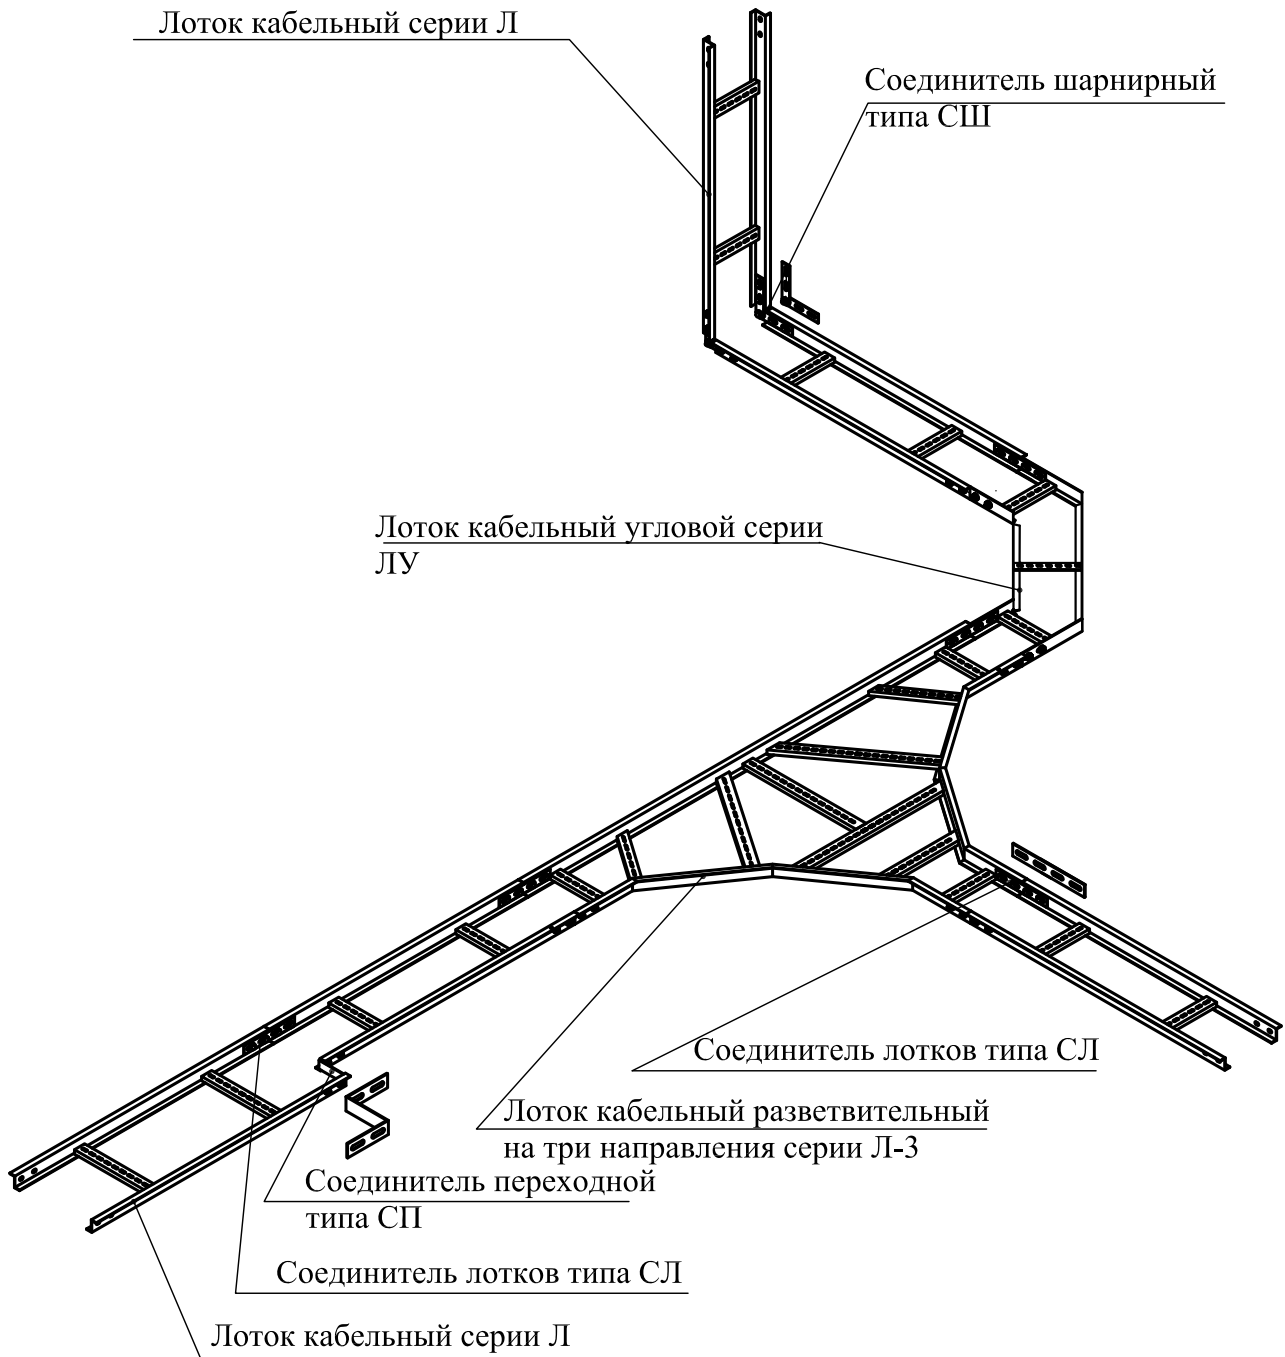 Лоток кабельный серии Л
Соединитель шарнирный
типа СШ
Лоток кабельный угловой серии
ЛУ
Соединитель лотков типа СЛ
Лоток кабельный разветвительный
на три направления серии Л-3
Соединитель переходной
типа СП
Соединитель лотков типа СЛ
Лоток кабельный серии Л